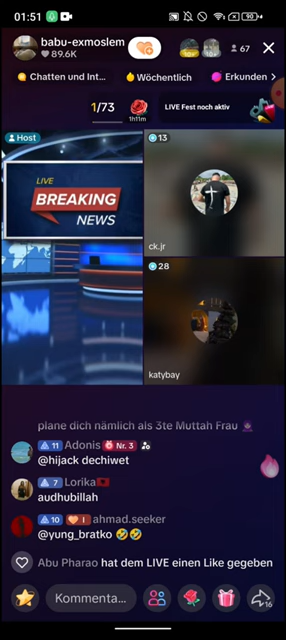 01:51
90
babu-exmoslem
89.6K
67
Chatten und Int...
Wöchentlich
Erkunden
1/73
1h11m
LIVE Fest noch aktiv
Host
LIVE
BREAKING
NEWS
13
ck.jr
28
katybay
plane dich nämlich als 3te Muttah Frau
11 Adonis Nr. 3
@hijack dechiwet
7 Lorika
audhubillah
10 I ahmad.seeker
@yung_bratko 🤣🤣
Abu Pharao hat dem LIVE einen Like gegeben
Kommenta...
16